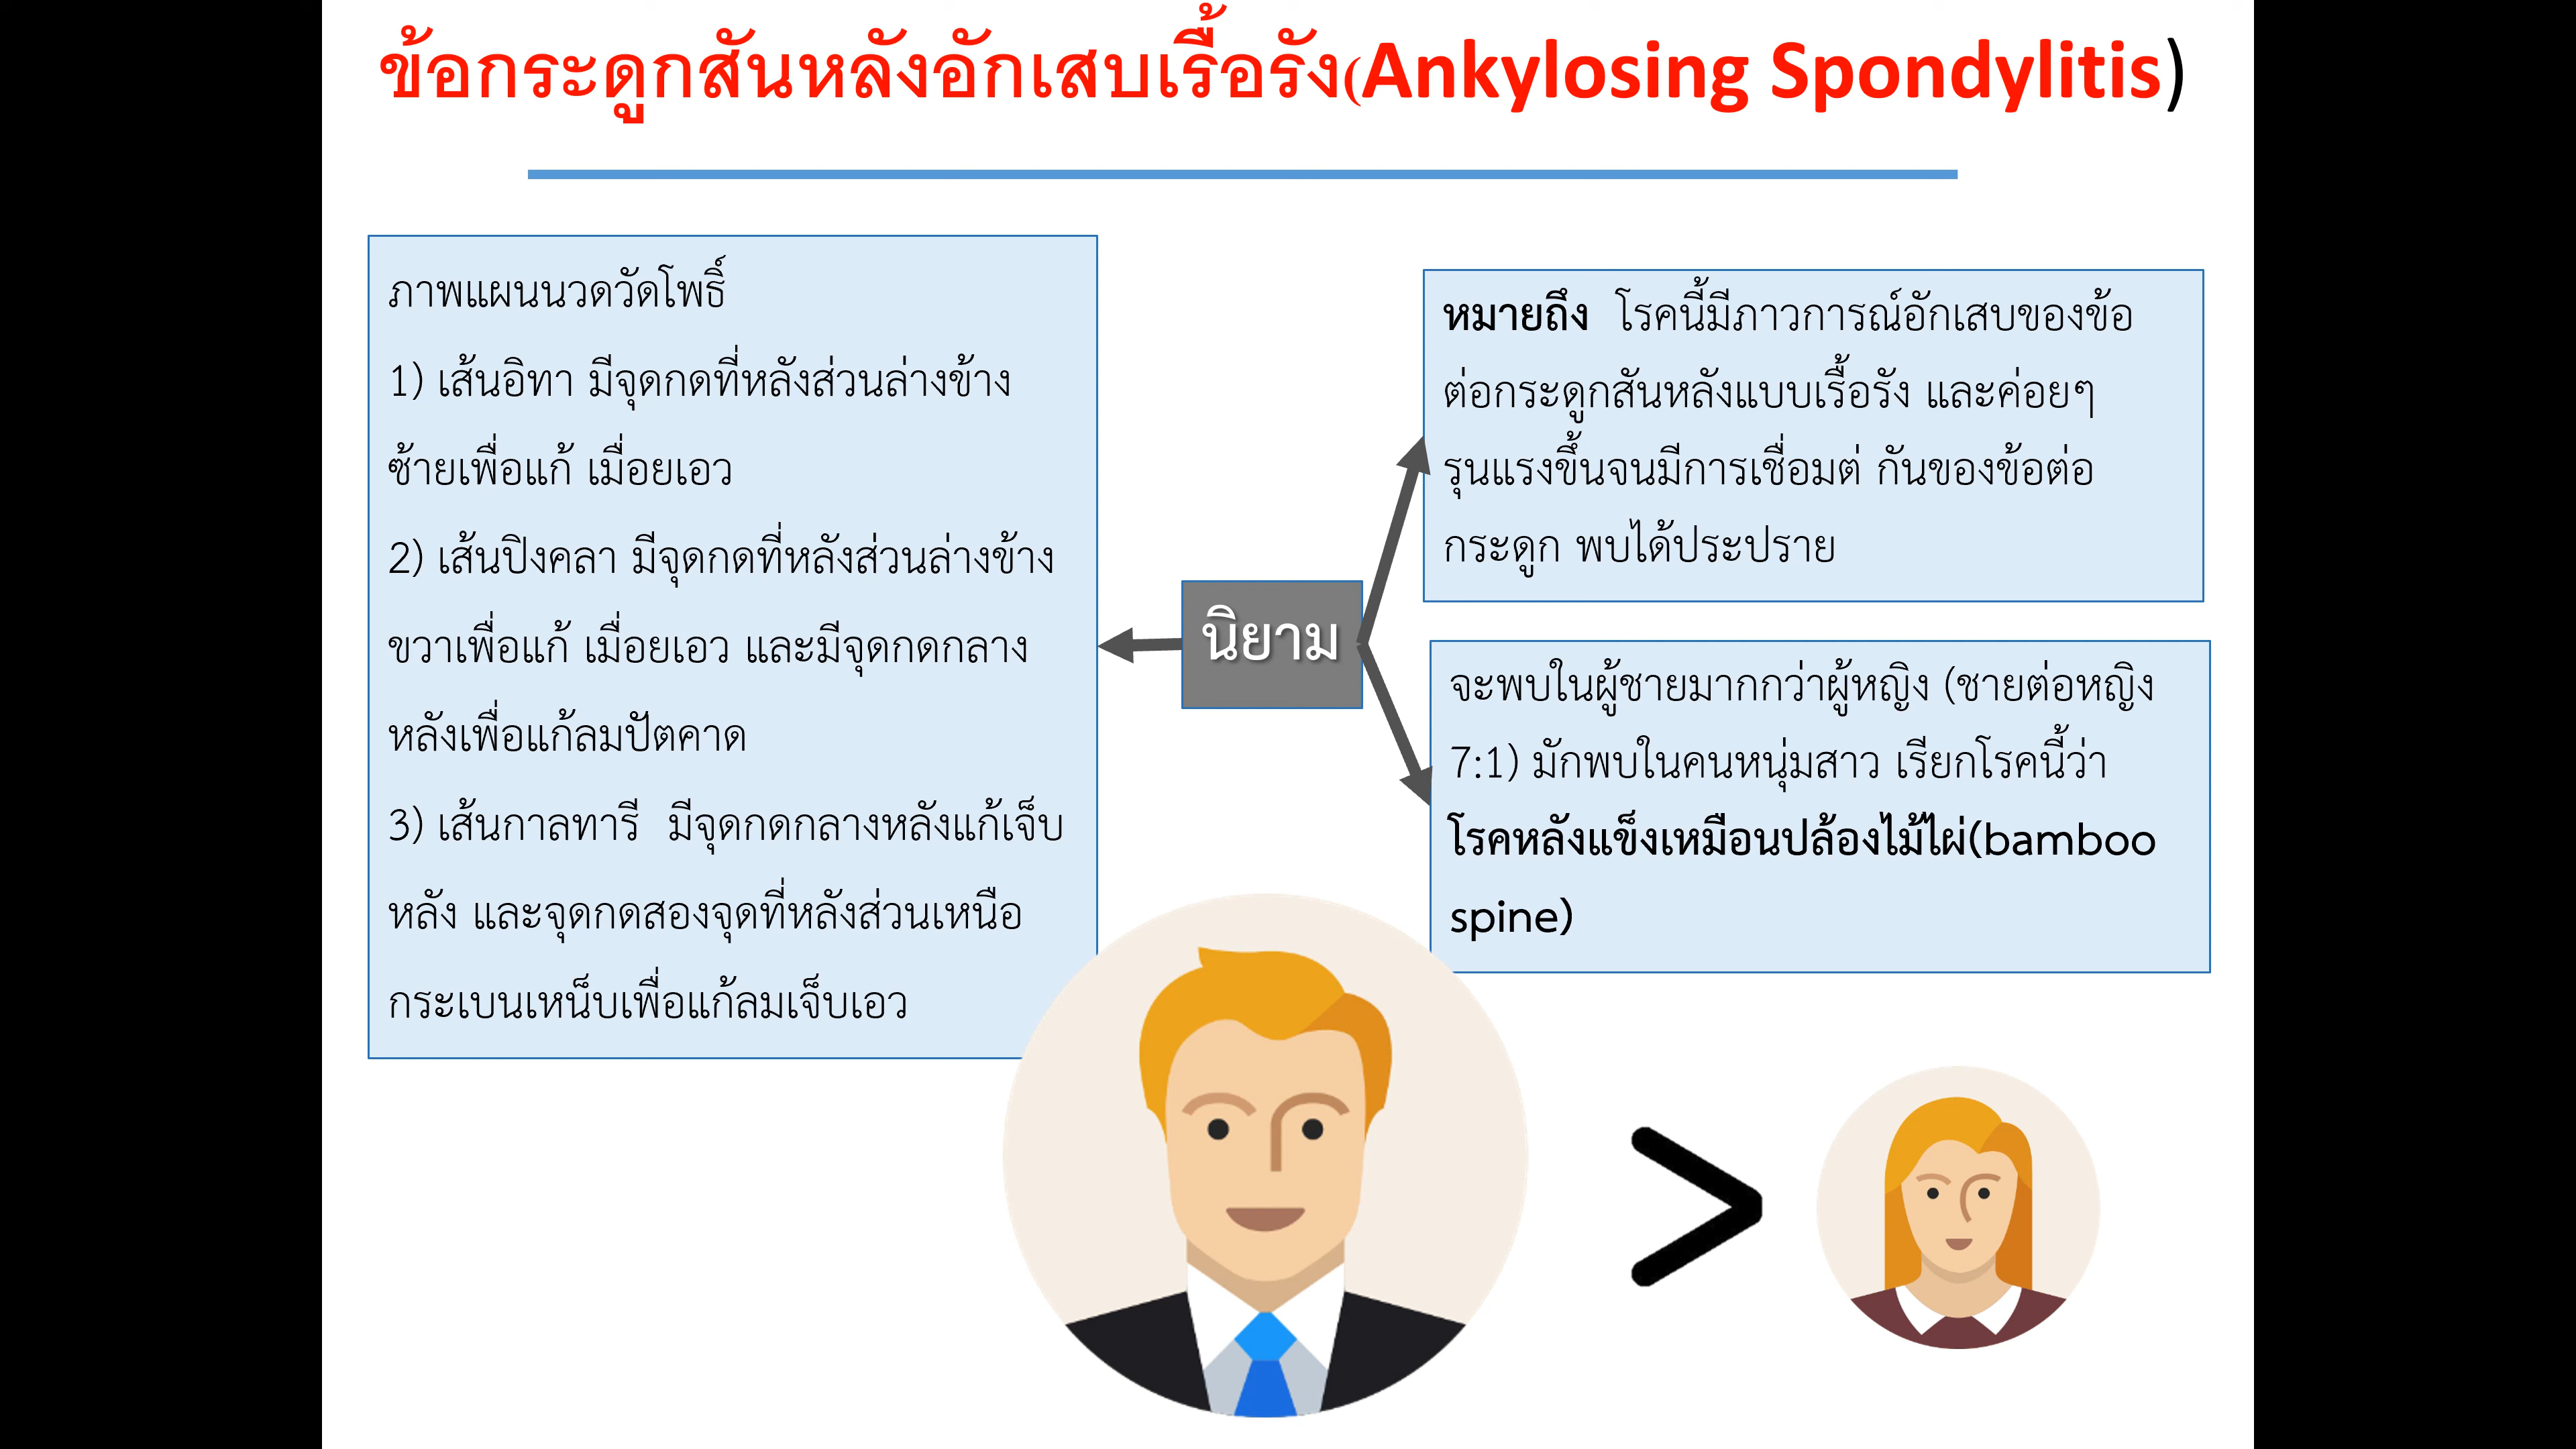 ข้อกระดูกสันหลังอักเสบเรื้อรัง(Ankylosing Spondylitis)
ภาพแผนนวดวัดโพธิ์
1) เส้นอิทา มีจุดกดที่หลังส่วนล่างข้าง
ซ้ายเพื่อแก้ เมื่อยเอว
2) เส้นปิงคลา มีจุดกดที่หลังส่วนล่างข้าง
ขวาเพื่อแก้ เมื่อยเอว และมีจุดกดกลาง
หลังเพื่อแก้ลมปัตคาด
3) เส้นกาลทารี  มีจุดกดกลางหลังแก้เจ็บ
หลัง และจุดกดสองจุดที่หลังส่วนเหนือ
กระเบนเหน็บเพื่อแก้ลมเจ็บเอว
นิยาม
หมายถึง  โรคนี้มีภาวการณ์อักเสบของข้อ
ต่อกระดูกสันหลังแบบเรื้อรัง และค่อยๆ
รุนแรงขึ้นจนมีการเชื่อมต่ กันของข้อต่อ
กระดูก พบได้ประปราย
จะพบในผู้ชายมากกว่าผู้หญิง (ชายต่อหญิง
7:1) มักพบในคนหนุ่มสาว เรียกโรคนี้ว่า
โรคหลังแข็งเหมือนปล้องไม้ไผ่(bamboo
spine)
>